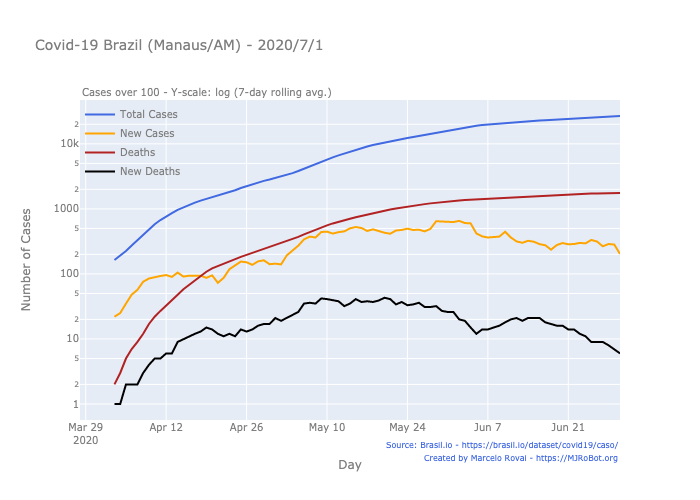 Covid-19 Brazil (Manaus/AM) - 2020/7/1
Cases over 100 - Y-scale: log (7-day rolling avg.)
Total Cases
New Cases
Deaths
New Deaths
2
10k
5
2
1000
5
2
100
5
2
10
5
2
1
Number of Cases
Mar 29
2020
Apr 12
Apr 26
May 10
May 24
Jun 7
Jun 21
Day
Source: Brasil.io - https://brasil.io/dataset/covid19/caso/
Created by Marcelo Rovai - https://MJRoBot.org